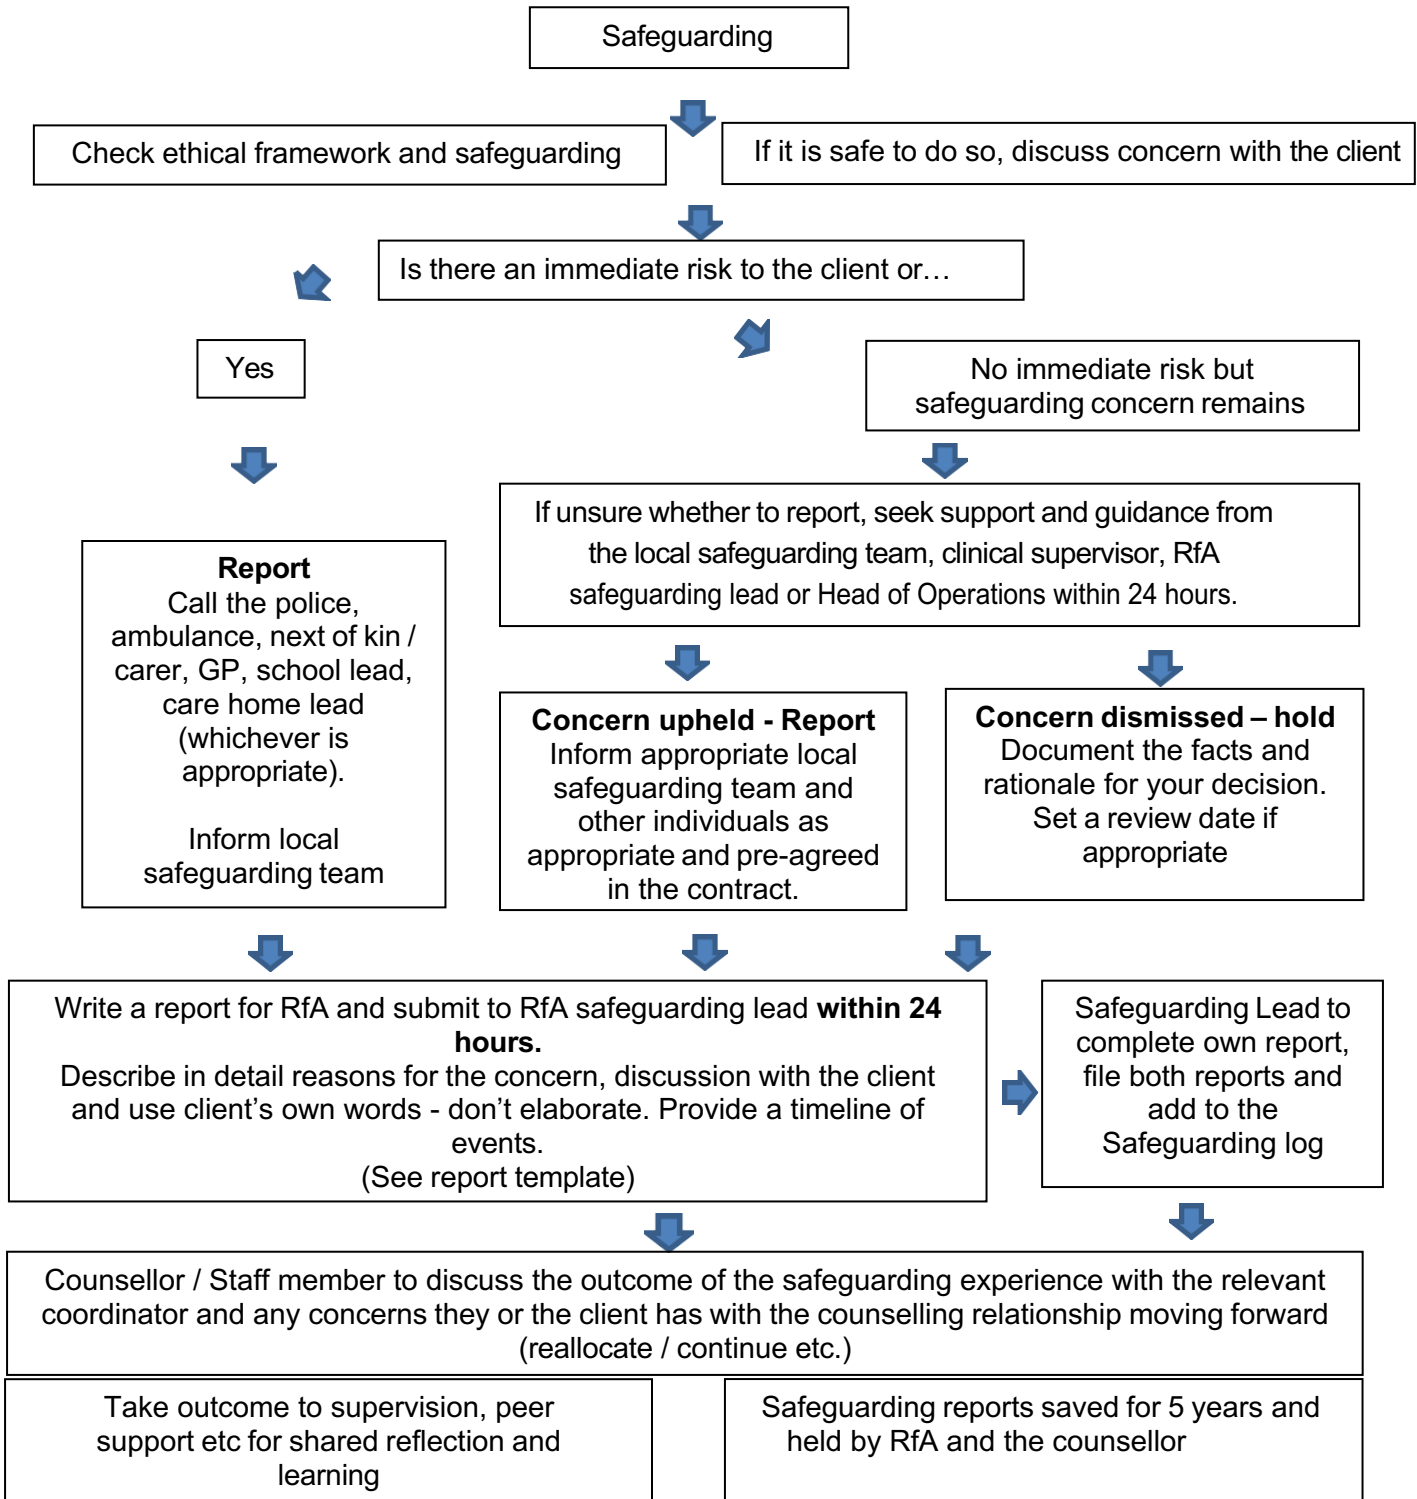 Safeguarding
Check ethical framework and safeguarding
If it is safe to do so, discuss concern with the client
Is there an immediate risk to the client or…
Yes
No immediate risk but
safeguarding concern remains
If unsure whether to report, seek support and guidance from
the local safeguarding team, clinical supervisor, RfA
safeguarding lead or Head of Operations within 24 hours.
Report
Call the police,
ambulance, next of kin /
carer, GP, school lead,
care home lead
(whichever is
appropriate).
Inform local
safeguarding team
Concern upheld - Report
Inform appropriate local
safeguarding team and
other individuals as
appropriate and pre-agreed
in the contract.
Concern dismissed – hold
Document the facts and
rationale for your decision.
Set a review date if
appropriate
Write a report for RfA and submit to RfA safeguarding lead within 24
hours.
Describe in detail reasons for the concern, discussion with the client
and use client’s own words - don’t elaborate. Provide a timeline of
events.
(See report template)
Safeguarding Lead to
complete own report,
file both reports and
add to the
Safeguarding log
Counsellor / Staff member to discuss the outcome of the safeguarding experience with the relevant
coordinator and any concerns they or the client has with the counselling relationship moving forward
(reallocate / continue etc.)
Take outcome to supervision, peer
support etc for shared reflection and
learning
Safeguarding reports saved for 5 years and
held by RfA and the counsellor